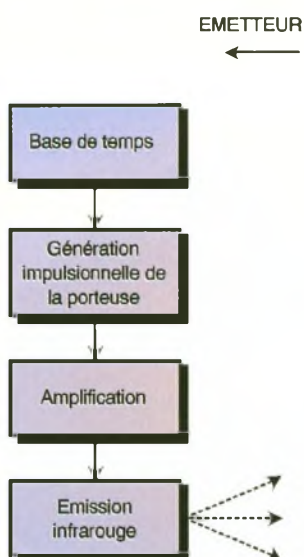 EMETTEUR
Base de temps
Génération
impulsionnelle de
la porteuse
Amplification
Emission
infrarouge